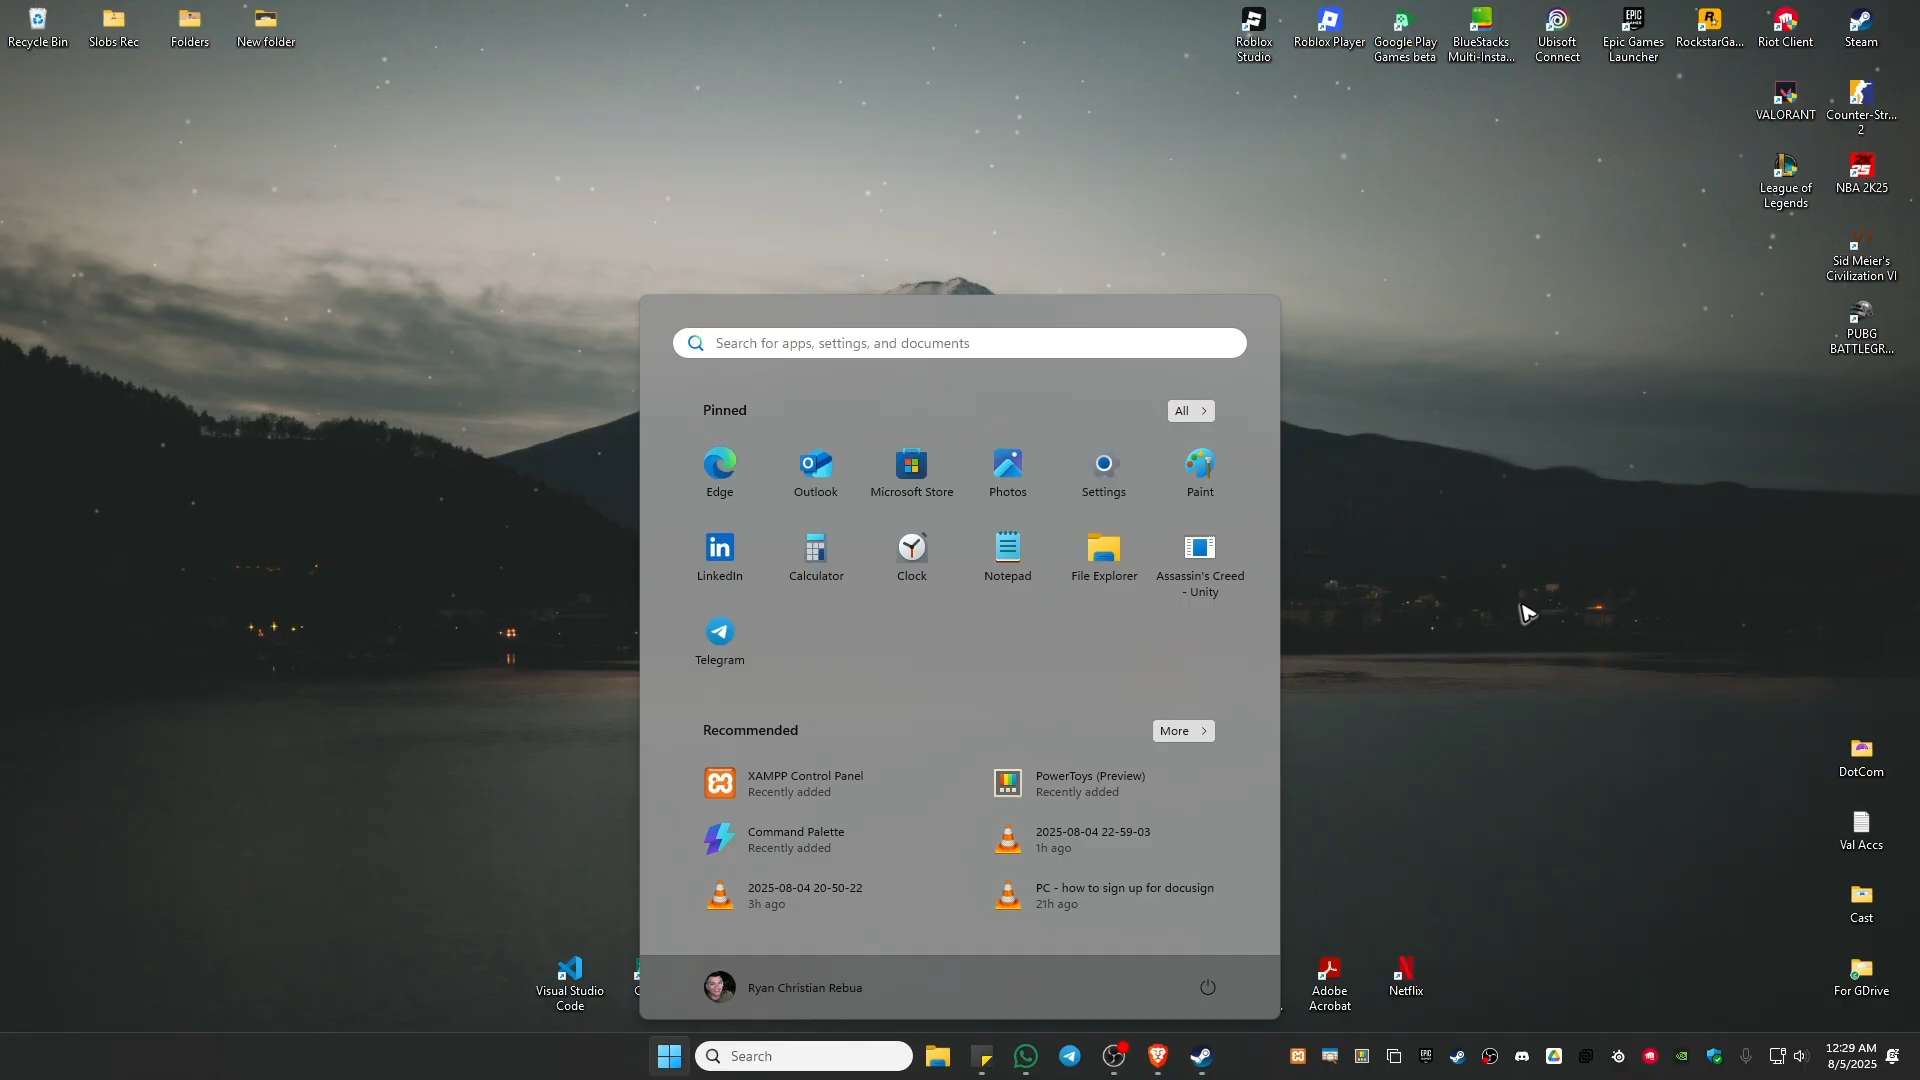 Recycle Bin
Slobs Rec
Folders
New folder
Roblox
Studio
Roblox Player
Google Play
Games beta
BlueStacks
Multi-Insta...
Ubisoft
Connect
Epic Games
Launcher
RockstarGa...
Riot Client
Steam
VALORANT
Counter-Str...
2
League of
Legends
NBA 2K25
Sid Meier's
Civilization VI
PUBG
BATTLEGR...
Search for apps, settings, and documents
Pinned
All
Edge
Outlook
Microsoft Store
Photos
Settings
Paint
LinkedIn
Calculator
Clock
Notepad
File Explorer
Assassin's Creed
- Unity
Telegram
Recommended
More
XAMPP Control Panel
Recently added
PowerToys (Preview)
Recently added
Command Palette
Recently added
2025-08-04 22-59-03
1h ago
2025-08-04 20-50-22
3h ago
PC - how to sign up for docusign
21h ago
Ryan Christian Rebua
DotCom
Val Accs
Cast
For GDrive
Visual Studio
Code
Adobe
Acrobat
Netflix
Search
12:29 AM
8/5/2025